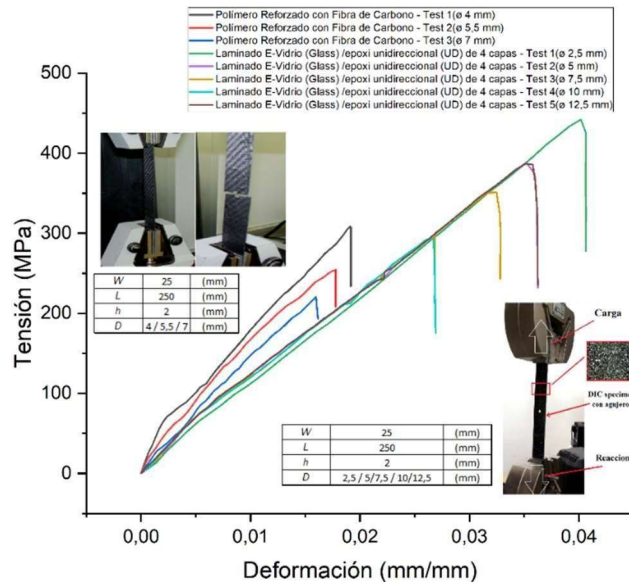 Polímero Reforzado con Fibra de Carbono - Test 1(ø 4 mm)
Polímero Reforzado con Fibra de Carbono - Test 2(ø 5,5 mm)
Polímero Reforzado con Fibra de Carbono - Test 3(ø 7 mm)
Laminado E-Vidrio (Glass) /epoxi unidireccional (UD) de 4 capas - Test 1(ø 2,5 mm)
Laminado E-Vidrio (Glass) /epoxi unidireccional (UD) de 4 capas - Test 2(ø 5 mm)
Laminado E-Vidrio (Glass) /epoxi unidireccional (UD) de 4 capas - Test 3(ø 7,5 mm)
Laminado E-Vidrio (Glass) /epoxi unidireccional (UD) de 4 capas - Test4(ø 10 mm)
Laminado E-Vidrio (Glass) /epoxi unidireccional (UD) de 4 capas - Test5(ø 12,5 mm)
500
400
300
200
100
0
Tensión (MPa)
W 25 (mm)
L 250 (mm)
h 2 (mm)
D 4 / 5,5 / 7 (mm)
Carga
DIC specimen
con agujero
Reaccion
W 25 (mm)
L 250 (mm)
h 2 (mm)
D 2,5 / 5/7,5 / 10/12,5 (mm)
0,00 0,01 0,02 0,03 0,04
Deformación (mm/mm)